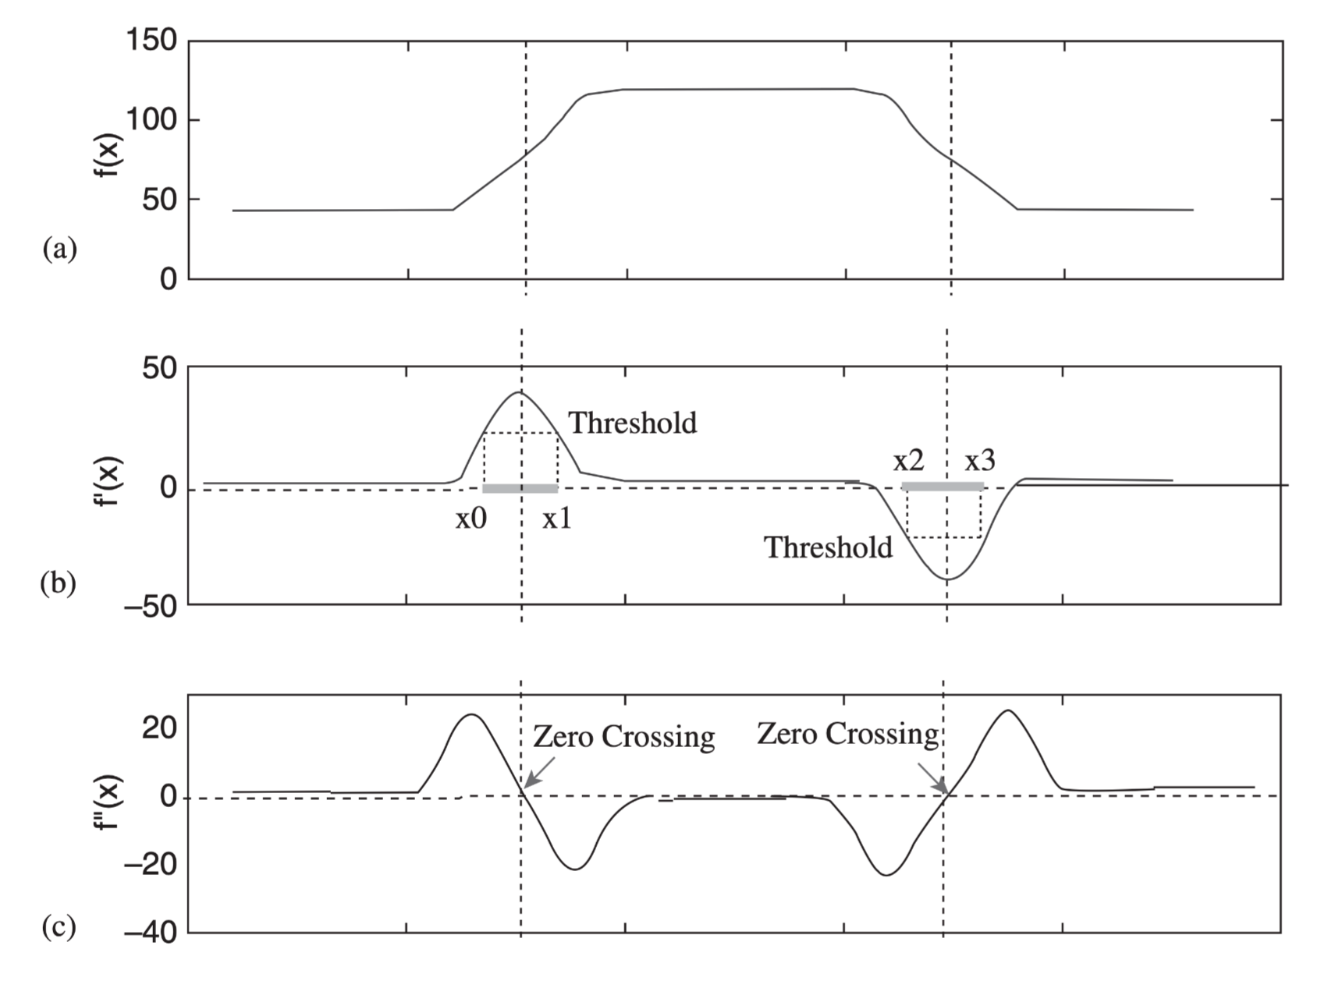 150
100
50
0
f(x)
(a)
50
0
−50
f'(x)
Threshold
x0
x1
x2
x3
Threshold
(b)
20
0
−20
−40
f"(x)
Zero Crossing
Zero Crossing
(c)